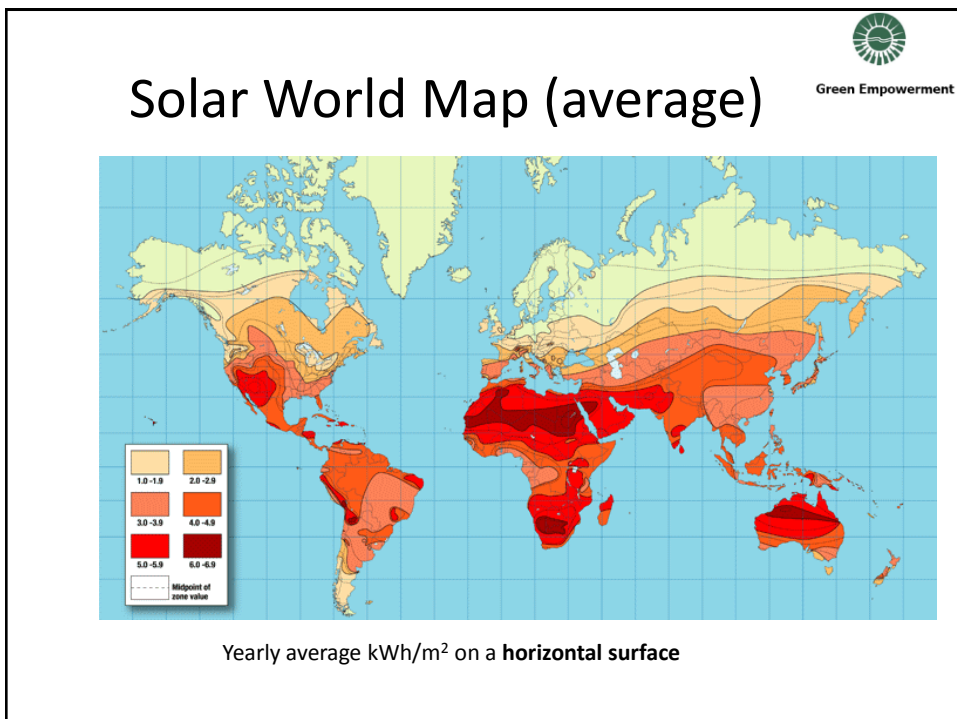 Green Empowerment
Solar World Map (average)
1.0 -1.9 2.0 -2.9
3.0 -3.9 4.0 -4.9
5.0 -5.9 6.0 -6.9
Midpoint of
zone value
Yearly average kWh/m² on a horizontal surface